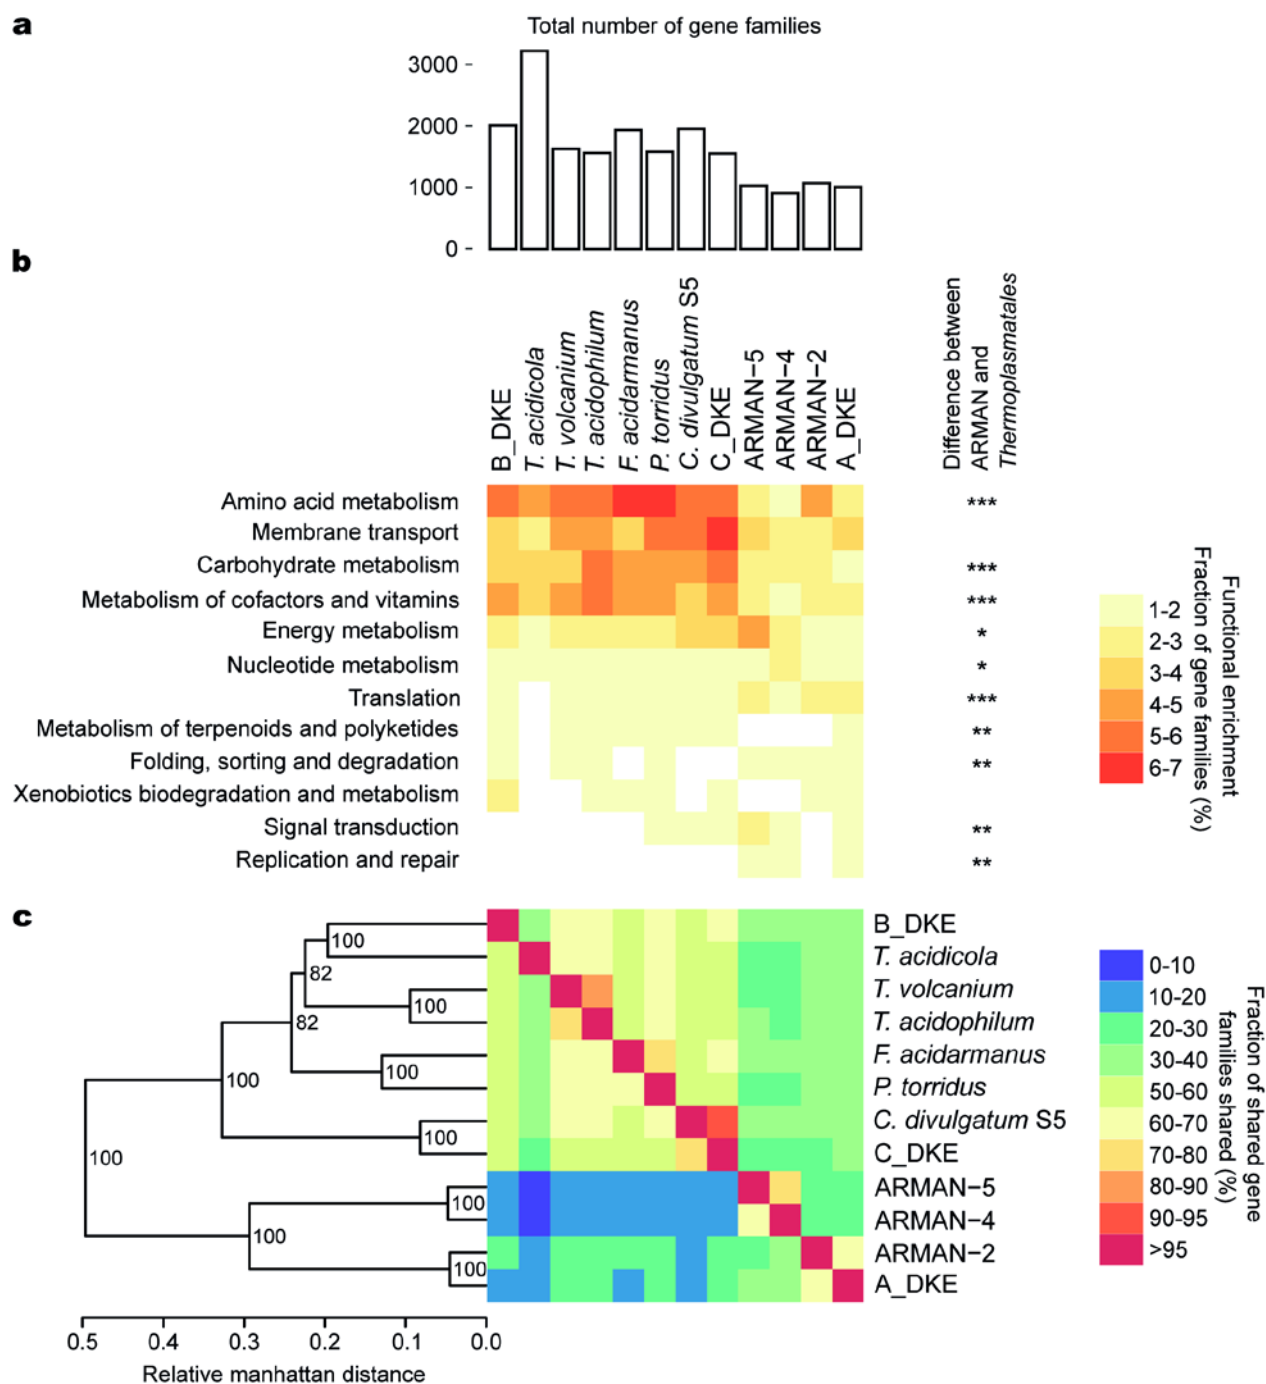 a
Total number of gene families
3000
2000
1000
0
b
B_DKE
T. acidicola
T. volcanium
T. acidophilum
F. acidarmanus
P. torridus
C. divulgatum S5
C_DKE
ARMAN-5
ARMAN-4
ARMAN-2
A_DKE
Difference between
ARMAN and
Thermoplasmatales
Amino acid metabolism ***
Membrane transport
Carbohydrate metabolism ***
Metabolism of cofactors and vitamins ***
Energy metabolism *
Nucleotide metabolism *
Translation ***
Metabolism of terpenoids and polyketides **
Folding, sorting and degradation **
Xenobiotics biodegradation and metabolism
Signal transduction **
Replication and repair **
1-2
2-3
3-4
4-5
5-6
6-7
Functional enrichment
Fraction of gene families (%)
c
100
82
100
82
100
100
100
100
100
100
100
B_DKE
T. acidicola
T. volcanium
T. acidophilum
F. acidarmanus
P. torridus
C. divulgatum S5
C_DKE
ARMAN-5
ARMAN-4
ARMAN-2
A_DKE
0-10
10-20
20-30
30-40
50-60
60-70
70-80
80-90
90-95
>95
Fraction of shared gene
families shared (%)
0.5 0.4 0.3 0.2 0.1 0.0
Relative manhattan distance